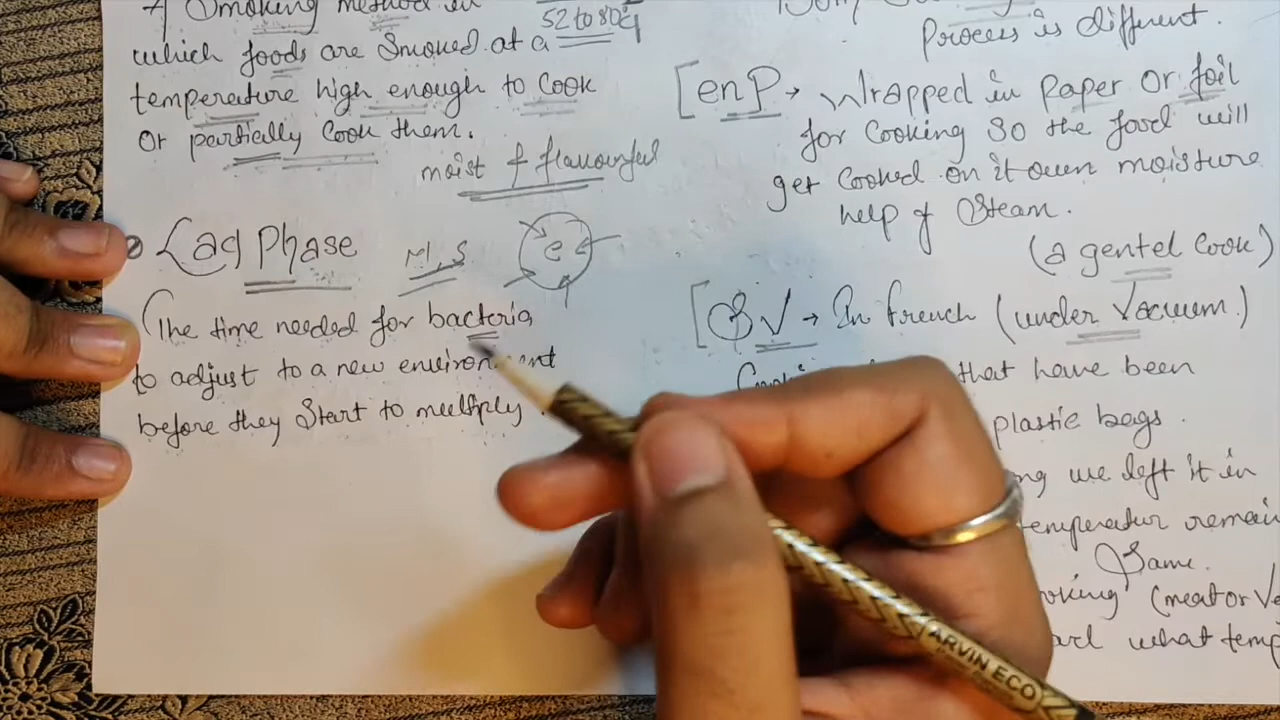 A Smoking method in
52 to 80°c
which foods are Smoked at a
temperature high enough to Cook
or partially Cook them.
moist & flavourful
Lag Phase
M.S
e
The time needed for bacteria
to adjust to a new environment
before they Start to multiply.
Process is different.
[en P → Wrapped in Paper Or foil
for Cooking So the food will
get Cooked on it own moisture
help of Steam.
(a gentel Cook)
[S V → In french (under Vacuum)
that have been
plastic bags.
we left it in
remain
Same.
(meat or
what temp
ARVIN ECO